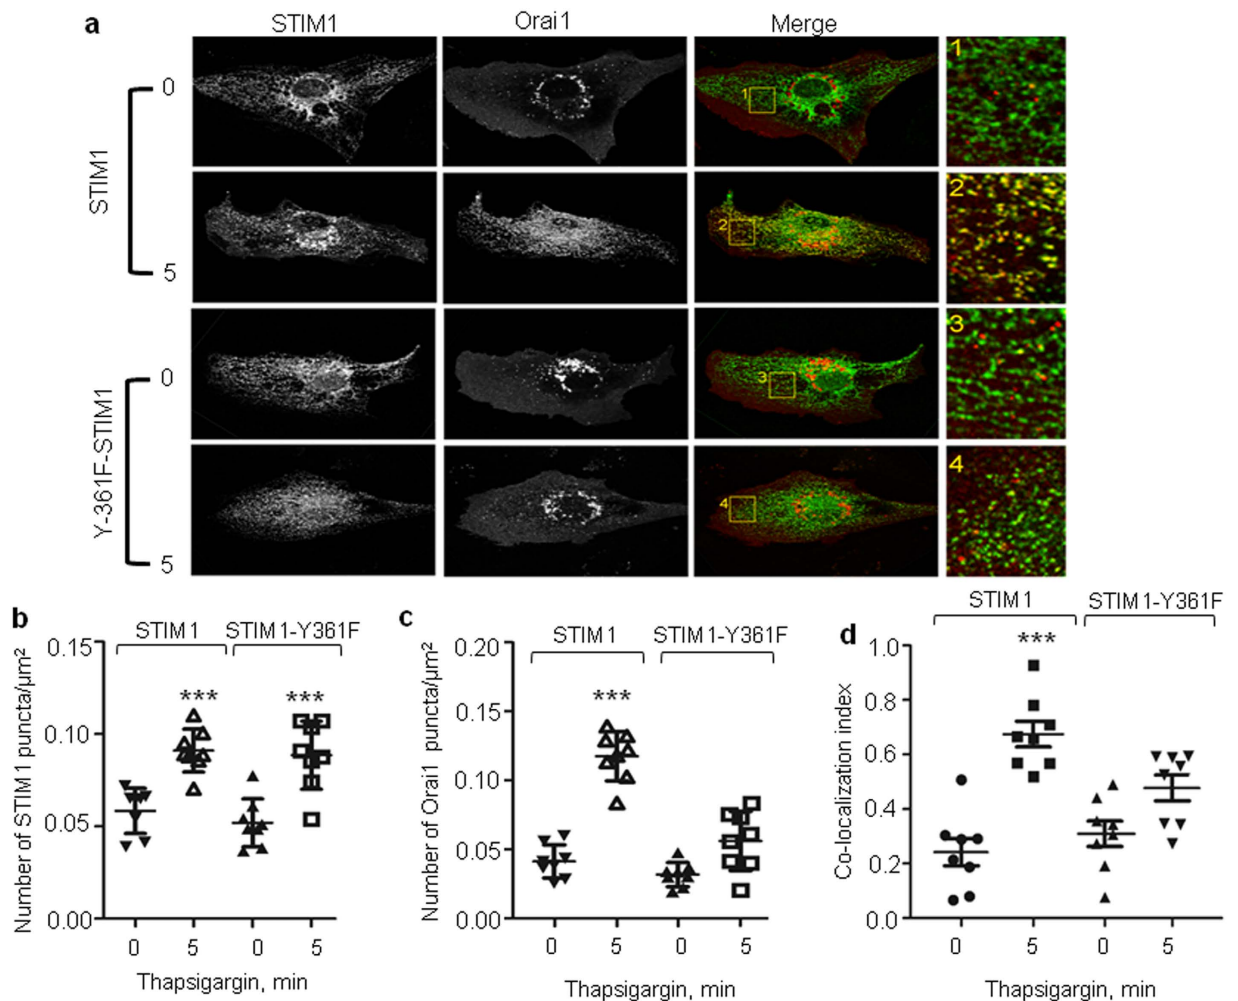 a
STIM1 Orai1 Merge
STIM1
0
5
Y-361F-STIM1
0
5
1
1
2
2
3
3
4
4
b
STIM1 STIM1-Y361F
Number of STIM1 puncta/µm²
0.15
0.10
0.05
0.00
*** ***
0 5 0 5
Thapsigargin, min
c
STIM1 STIM1-Y361F
Number of Orai1 puncta/µm²
0.20
0.15
0.10
0.05
0.00
***
0 5 0 5
Thapsigargin, min
d
STIM1 STIM1-Y361F
Co-localization index
1.0
0.8
0.6
0.4
0.2
0.0
***
0 5 0 5
Thapsigargin, min